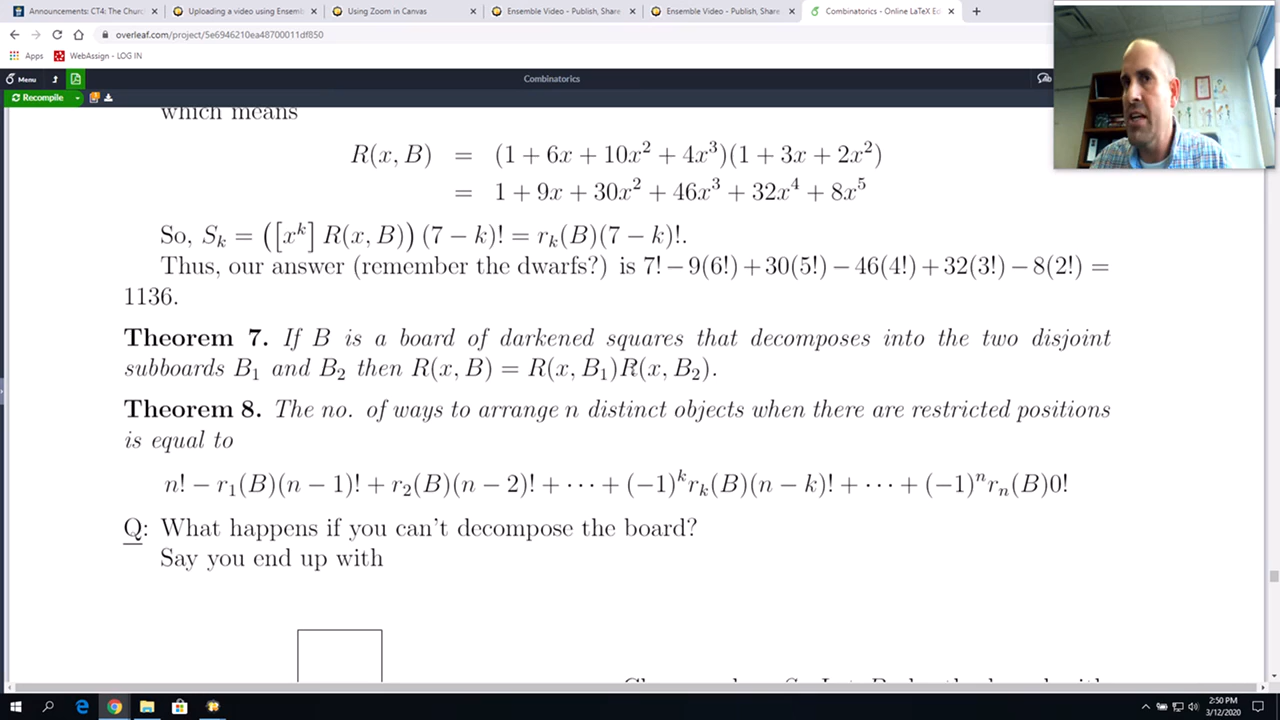 Announcements: CT4: The Churc
Uploading a video using Ensemb
Using Zoom in Canvas
Ensemble Video - Publish, Share
Ensemble Video - Publish, Share
Combinatorics - Online LaTeX Ed
overleaf.com/project/5e6946210ea48700011df850
Apps WebAssign - LOG IN
Menu Combinatorics
Recompile
which means
R(x, B) = (1 + 6x + 10x² + 4x³)(1 + 3x + 2x²)
= 1 + 9x + 30x² + 46x³ + 32x⁴ + 8x⁵
So, Sₖ = ([xᵏ] R(x, B)) (7 − k)! = rₖ(B)(7 − k)!.
Thus, our answer (remember the dwarfs?) is 7! − 9(6!) + 30(5!) − 46(4!) + 32(3!) − 8(2!) =
1136.
Theorem 7. If B is a board of darkened squares that decomposes into the two disjoint
subboards B₁ and B₂ then R(x, B) = R(x, B₁)R(x, B₂).
Theorem 8. The no. of ways to arrange n distinct objects when there are restricted positions
is equal to
n! − r₁(B)(n − 1)! + r₂(B)(n − 2)! + ⋯ + (−1)ᵏrₖ(B)(n − k)! + ⋯ + (−1)ⁿrₙ(B)0!
Q: What happens if you can't decompose the board?
Say you end up with
2:50 PM
3/12/2020